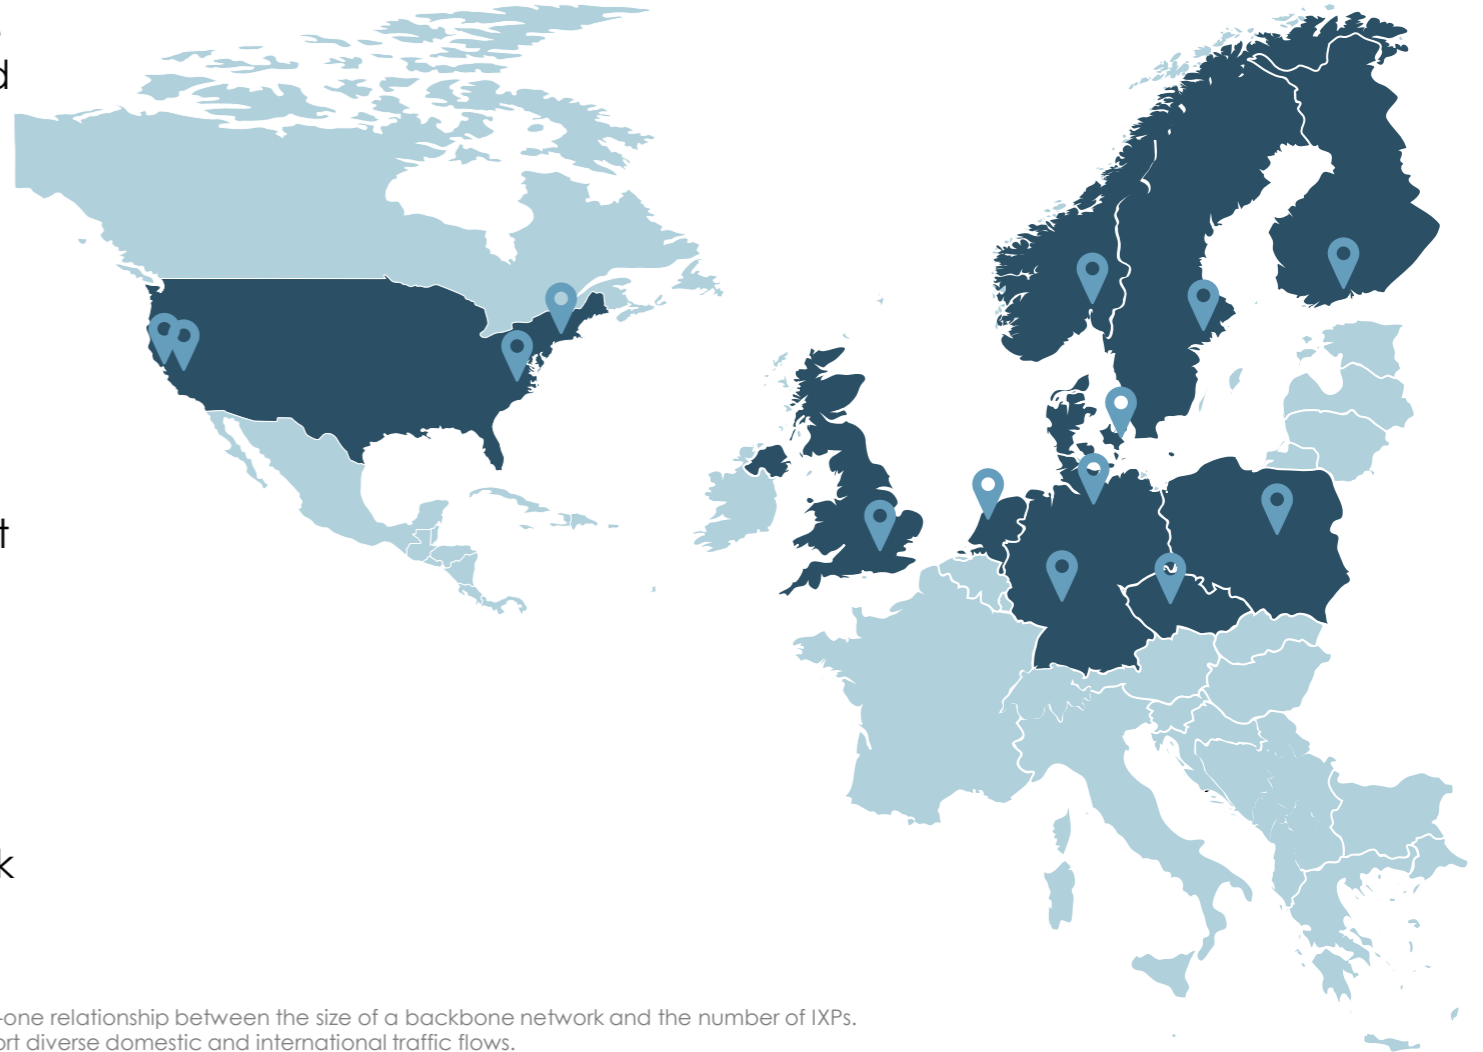 d
t
k
-one relationship between the size of a backbone network and the number of IXPs.
ort diverse domestic and international traffic flows.